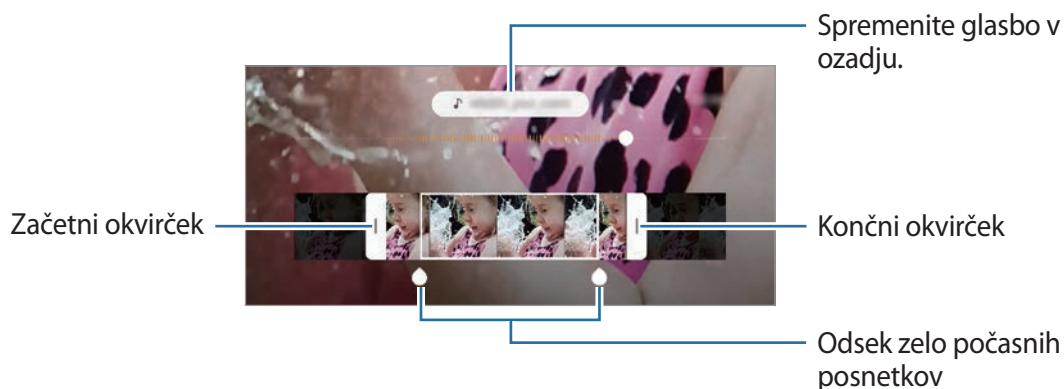 Spremenite glasbo v
ozadju.
Začetni okvirček
Končni okvirček
Odsek zelo počasnih
posnetkov